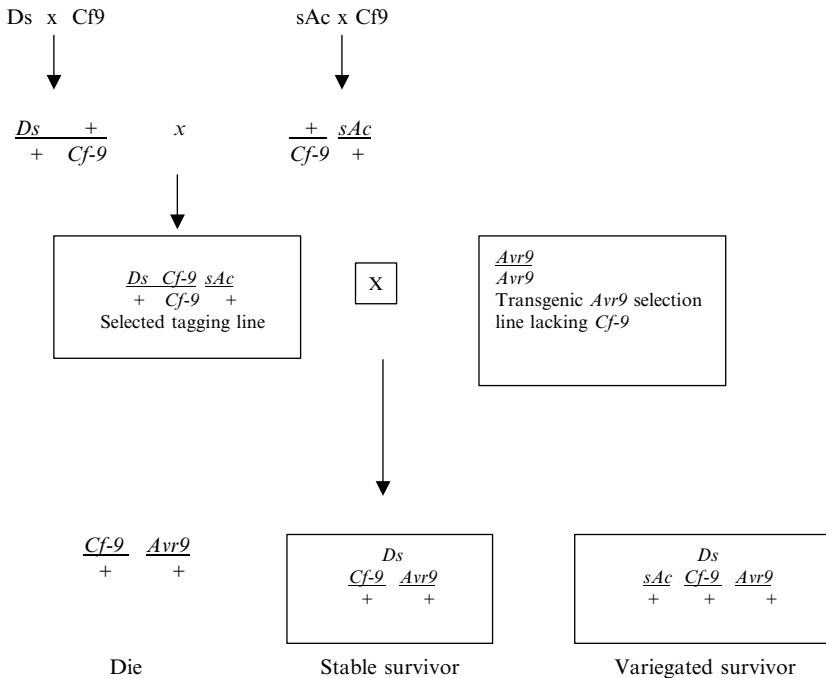 Ds x Cf9
sAc x Cf9
Ds +
+ Cf-9
x
+ sAc
Cf-9 +
Ds Cf-9 sAc
+ Cf-9 +
Selected tagging line
X
Avr9
Avr9
Transgenic Avr9 selection
line lacking Cf-9
Cf-9 Avr9
+ +
Die
Ds
Cf-9 Avr9
+ +
Stable survivor
Ds
sAc Cf-9 Avr9
+ + +
Variegated survivor